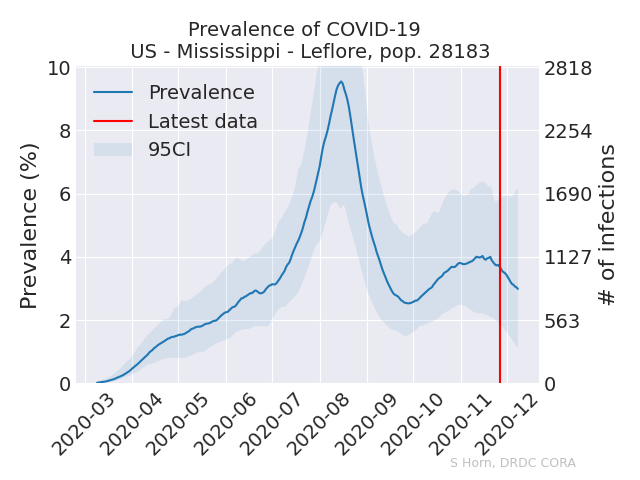 Prevalence of COVID-19
US - Mississippi - Leflore, pop. 28183
Prevalence (%)
10
8
6
4
2
0
Prevalence
Latest data
95CI
2818
2254
1690
1127
563
0
# of infections
2020-03
2020-04
2020-05
2020-06
2020-07
2020-08
2020-09
2020-10
2020-11
2020-12
S Horn, DRDC CORA